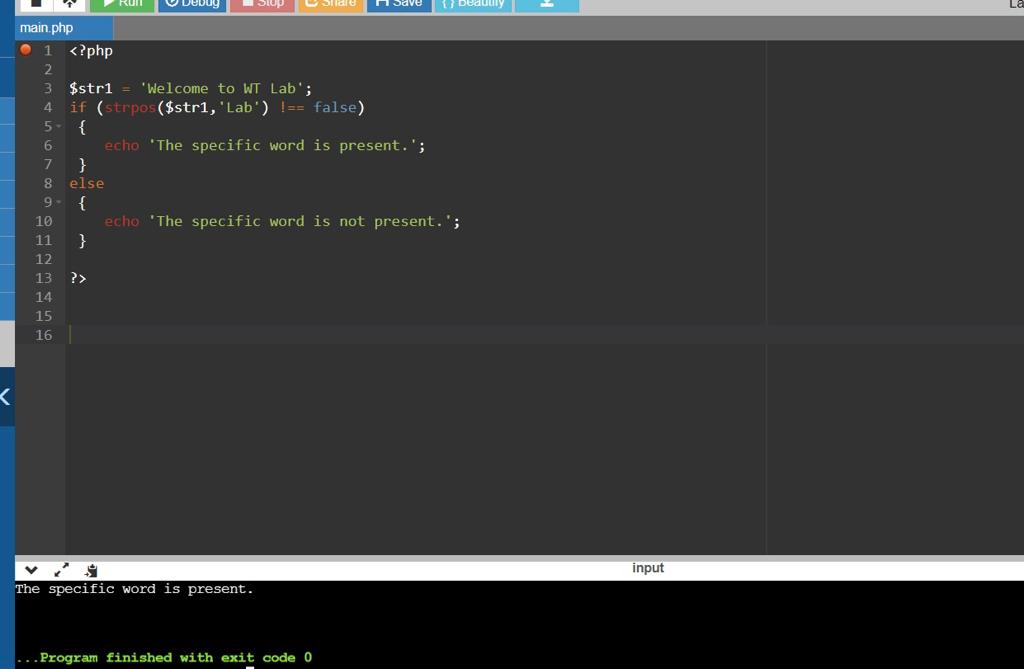 Run Debug Stop Share Save { } Beautify
main.php
1 <?php
2
3 $str1 = 'Welcome to WT Lab';
4 if (strpos($str1,'Lab') !== false)
5 {
6 echo 'The specific word is present.';
7 }
8 else
9 {
10 echo 'The specific word is not present.';
11 }
12
13 ?>
14
15
16
input
The specific word is present.
...Program finished with exit code 0